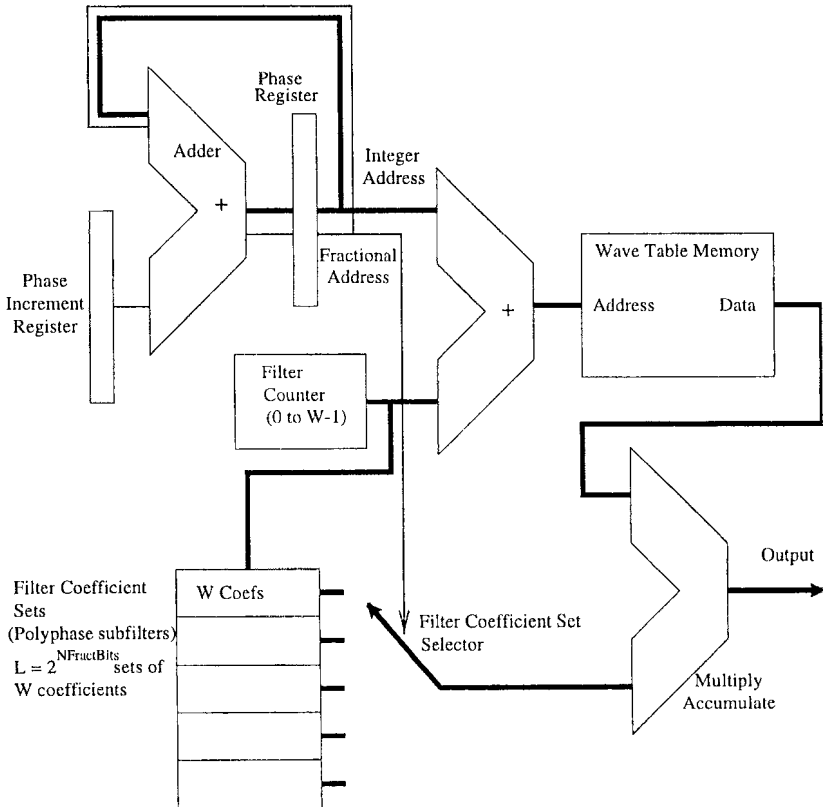 Phase
Register
Adder
+
Integer
Address
Fractional
Address
Phase
Increment
Register
+
Wave Table Memory
Address Data
Filter
Counter
(0 to W-1)
Output
Filter Coefficient
Sets
(Polyphase subfilters)
L = 2^NFractBits sets of
W coefficients
W Coefs
Filter Coefficient Set
Selector
Multiply
Accumulate